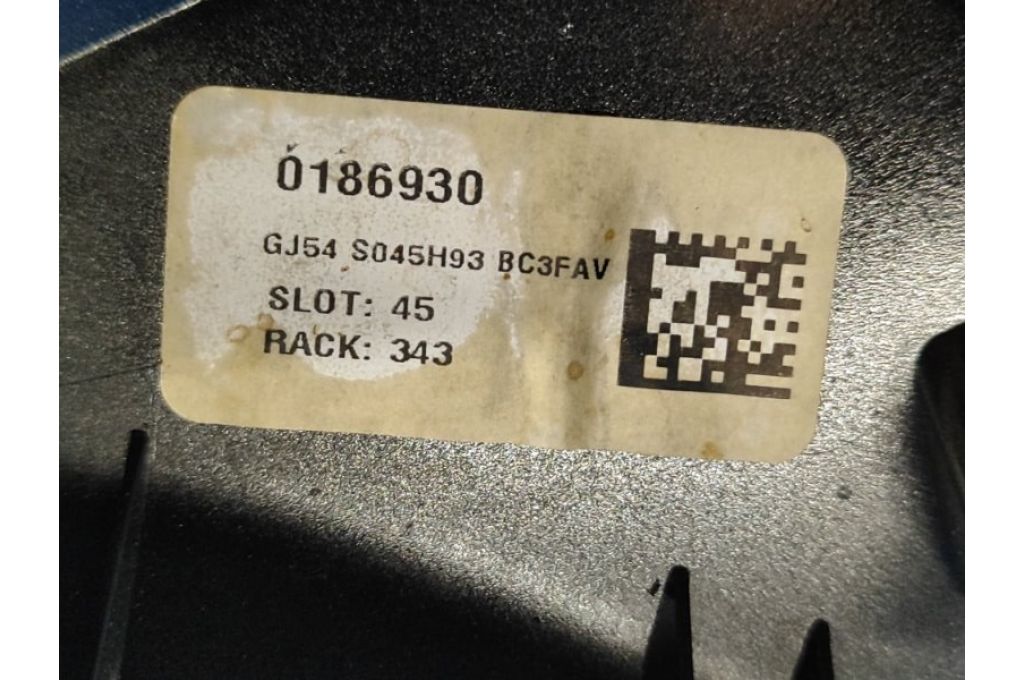 0186930
GJ54 S045H93 BC3FAV
SLOT: 45
RACK: 343